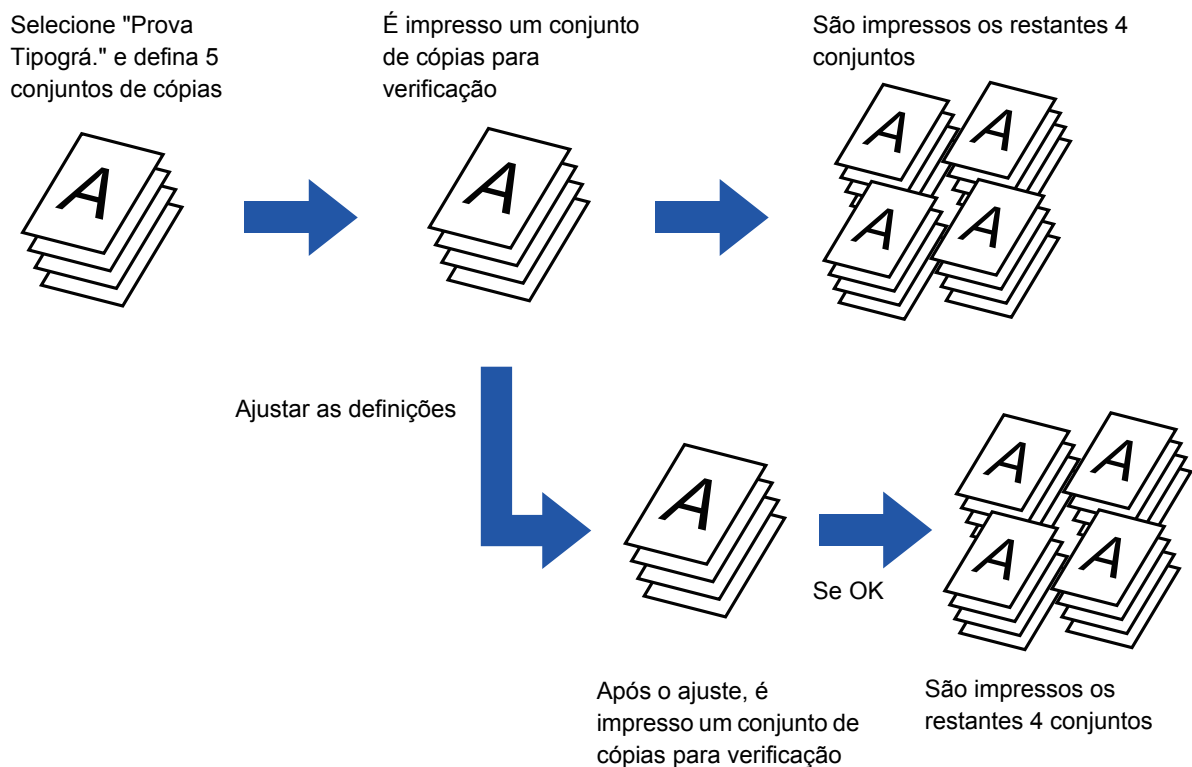 Selecione "Prova
Tipográ." e defina 5
conjuntos de cópias
É impresso um conjunto
de cópias para
verificação
São impressos os restantes 4
conjuntos
A
A
A
A
A
A
Ajustar as definições
A
Se OK
A
A
A
A
Após o ajuste, é
impresso um conjunto de
cópias para verificação
São impressos os
restantes 4 conjuntos